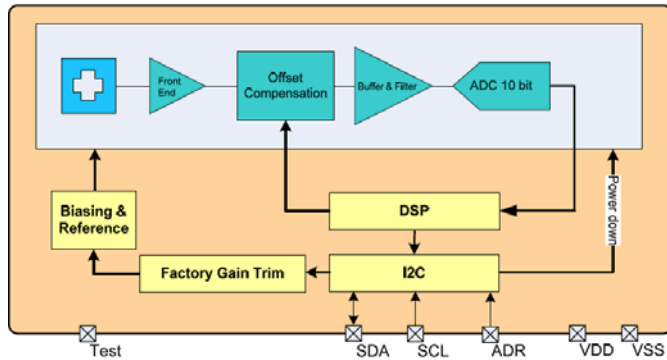 Front
End
Offset
Compensation
Buffer & Filter
ADC 10 bit
Power down
Biasing &
Reference
DSP
Factory Gain Trim
I2C
Test
SDA
SCL
ADR
VDD
VSS